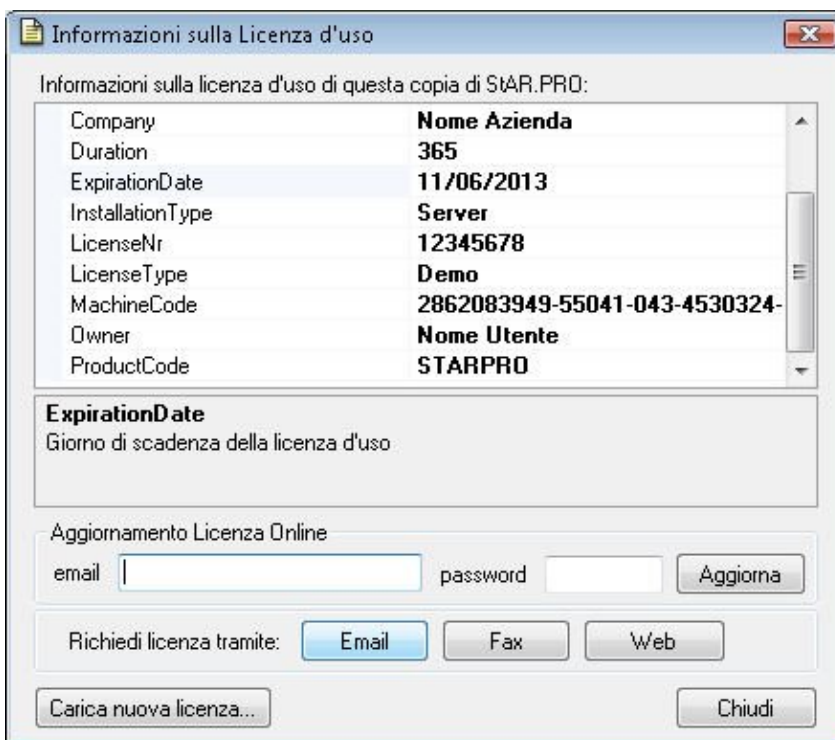 Informazioni sulla Licenza d'uso
Informazioni sulla licenza d'uso di questa copia di StAR.PRO:
Company Nome Azienda
Duration 365
ExpirationDate 11/06/2013
InstallationType Server
LicenseNr 12345678
LicenseType Demo
MachineCode 2862083949-55041-043-4530324-
Owner Nome Utente
ProductCode STARPRO
ExpirationDate
Giorno di scadenza della licenza d'uso
Aggiornamento Licenza Online
email password Aggiorna
Richiedi licenza tramite: Email Fax Web
Carica nuova licenza... Chiudi